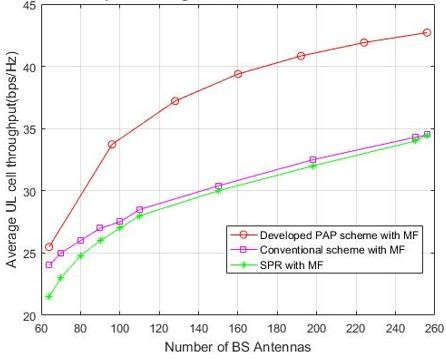 45
40
35
30
25
20
Average UL cell throughput(bps/Hz)
Developed PAP scheme with MF
Conventional scheme with MF
SPR with MF
60 80 100 120 140 160 180 200 220 240 260
Number of BS Antennas